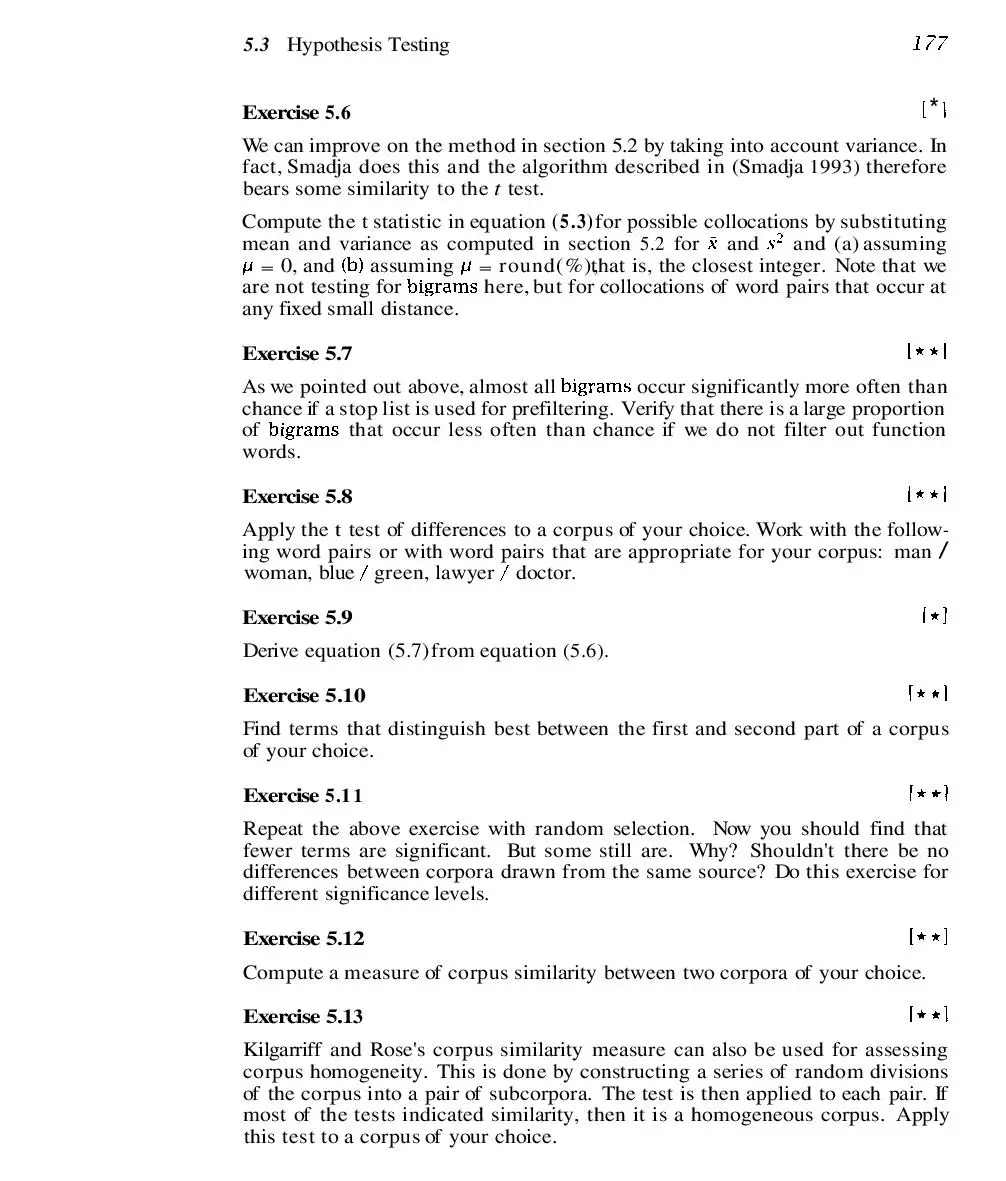 5.3 Hypothesis Testing 177
Exercise 5.6 [*]
We can improve on the method in section 5.2 by taking into account variance. In
fact, Smadja does this and the algorithm described in (Smadja 1993) therefore
bears some similarity to the t test.
Compute the t statistic in equation (5.3) for possible collocations by substituting
mean and variance as computed in section 5.2 for x̄ and s² and (a) assuming
μ = 0, and (b) assuming μ = round(%), that is, the closest integer. Note that we
are not testing for bigrams here, but for collocations of word pairs that occur at
any fixed small distance.
Exercise 5.7 [★★]
As we pointed out above, almost all bigrams occur significantly more often than
chance if a stop list is used for prefiltering. Verify that there is a large proportion
of bigrams that occur less often than chance if we do not filter out function
words.
Exercise 5.8 [★★]
Apply the t test of differences to a corpus of your choice. Work with the follow-
ing word pairs or with word pairs that are appropriate for your corpus: man /
woman, blue / green, lawyer / doctor.
Exercise 5.9 [★]
Derive equation (5.7) from equation (5.6).
Exercise 5.10 [★★]
Find terms that distinguish best between the first and second part of a corpus
of your choice.
Exercise 5.11 [★★]
Repeat the above exercise with random selection. Now you should find that
fewer terms are significant. But some still are. Why? Shouldn't there be no
differences between corpora drawn from the same source? Do this exercise for
different significance levels.
Exercise 5.12 [★★]
Compute a measure of corpus similarity between two corpora of your choice.
Exercise 5.13 [★★]
Kilgarriff and Rose's corpus similarity measure can also be used for assessing
corpus homogeneity. This is done by constructing a series of random divisions
of the corpus into a pair of subcorpora. The test is then applied to each pair. If
most of the tests indicated similarity, then it is a homogeneous corpus. Apply
this test to a corpus of your choice.